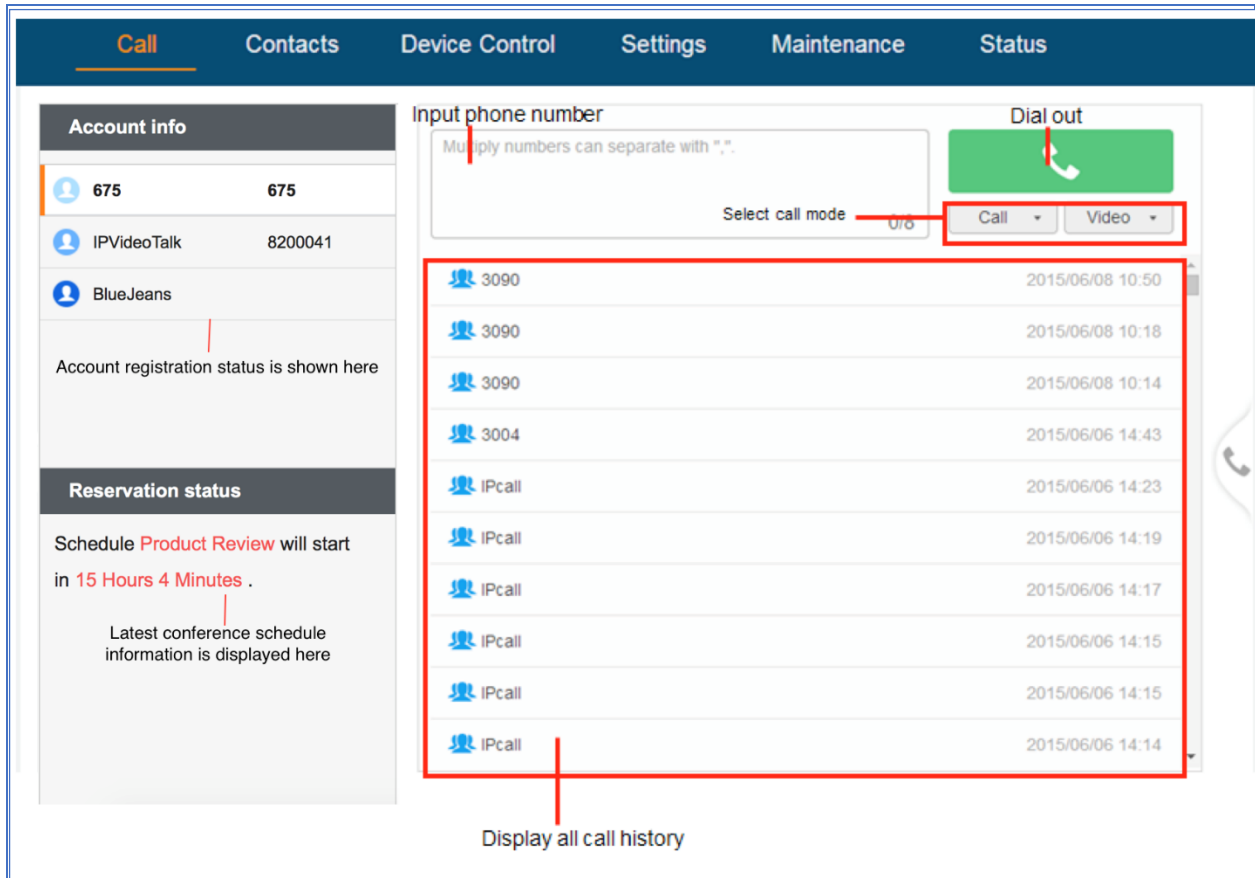 Call Contacts Device Control Settings Maintenance Status
Account info
675 675
IPVideoTalk 8200041
BlueJeans
Account registration status is shown here
Reservation status
Schedule Product Review will start
in 15 Hours 4 Minutes .
Latest conference schedule
information is displayed here
Input phone number
Multiply numbers can separate with ",".
Select call mode
0/8
Dial out
Call Video
3090 2015/06/08 10:50
3090 2015/06/08 10:18
3090 2015/06/08 10:14
3004 2015/06/06 14:43
IPcall 2015/06/06 14:23
IPcall 2015/06/06 14:19
IPcall 2015/06/06 14:17
IPcall 2015/06/06 14:15
IPcall 2015/06/06 14:15
IPcall 2015/06/06 14:14
Display all call history